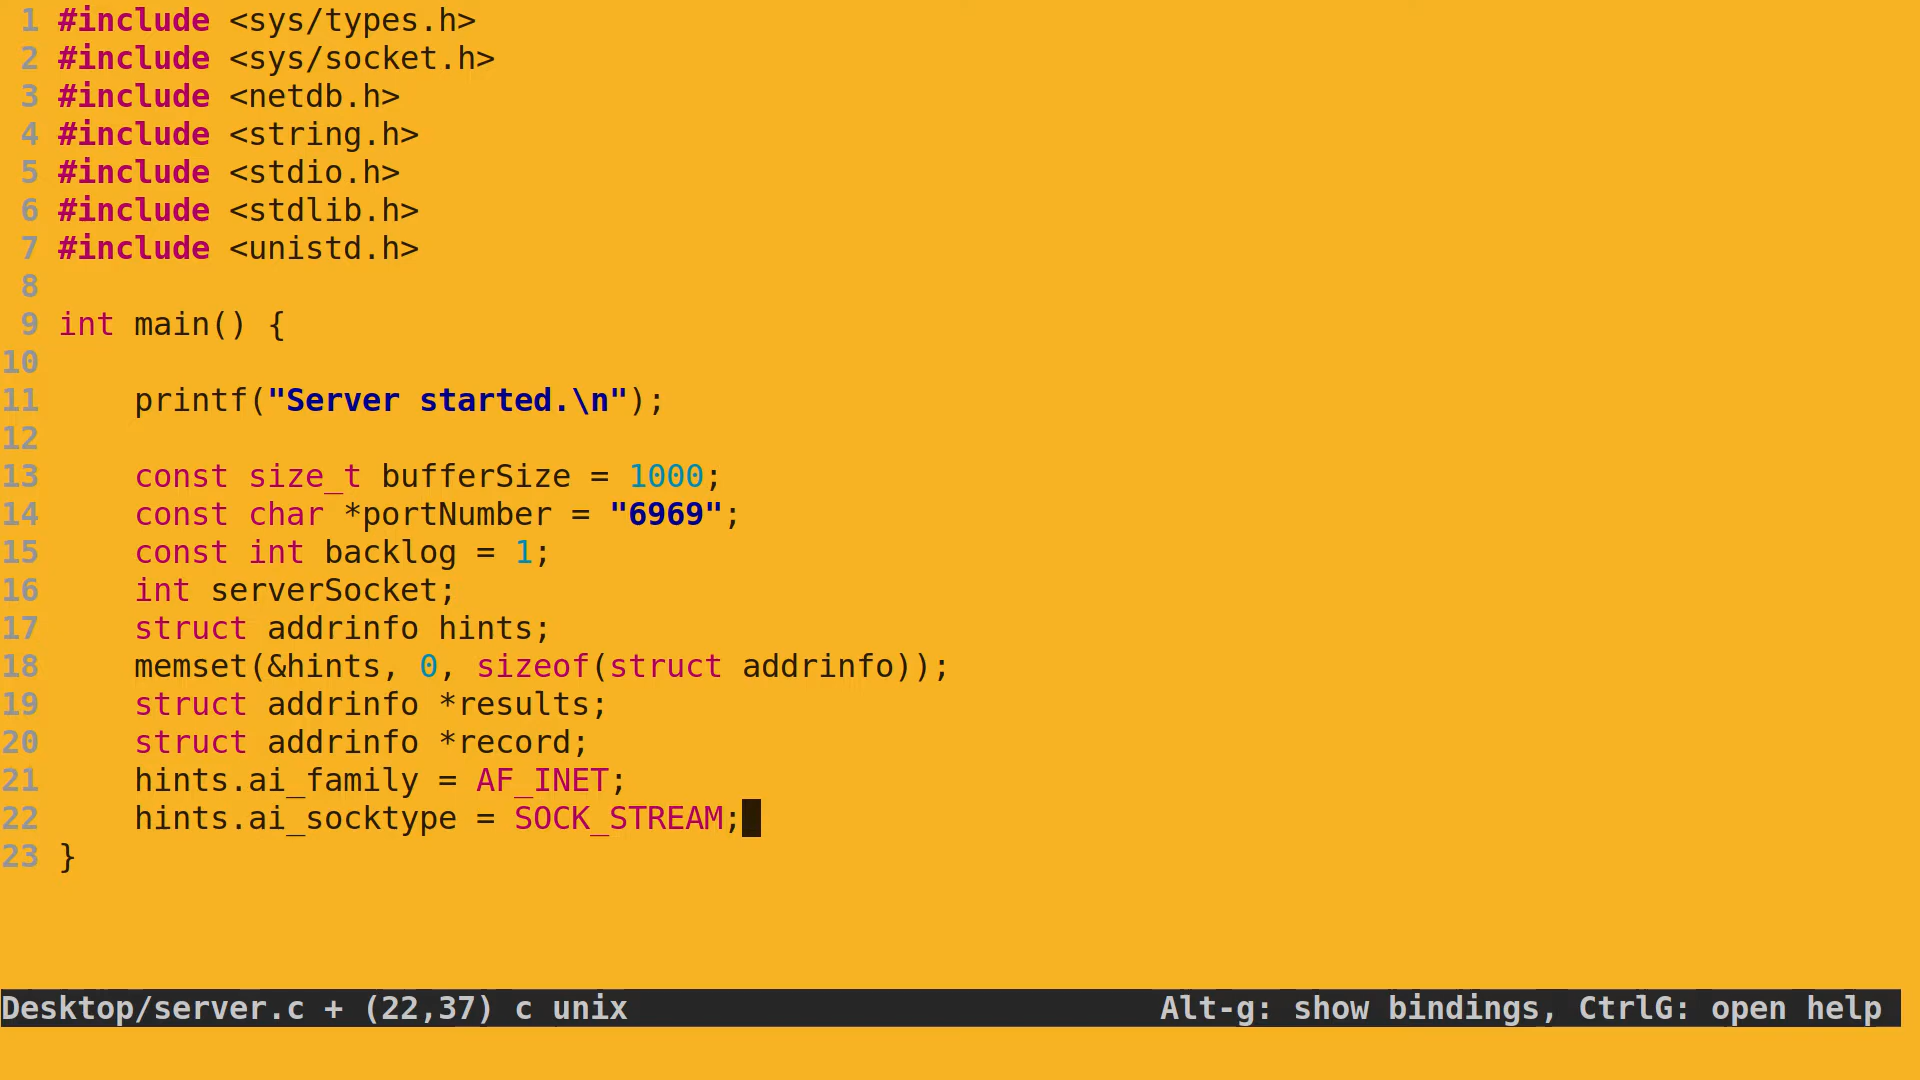 1 #include <sys/types.h>
2 #include <sys/socket.h>
3 #include <netdb.h>
4 #include <string.h>
5 #include <stdio.h>
6 #include <stdlib.h>
7 #include <unistd.h>
8
9 int main() {
10
11     printf("Server started.\n");
12
13     const size_t bufferSize = 1000;
14     const char *portNumber = "6969";
15     const int backlog = 1;
16     int serverSocket;
17     struct addrinfo hints;
18     memset(&hints, 0, sizeof(struct addrinfo));
19     struct addrinfo *results;
20     struct addrinfo *record;
21     hints.ai_family = AF_INET;
22     hints.ai_socktype = SOCK_STREAM;
23 }
Desktop/server.c + (22,37) c unix Alt-g: show bindings, CtrlG: open help